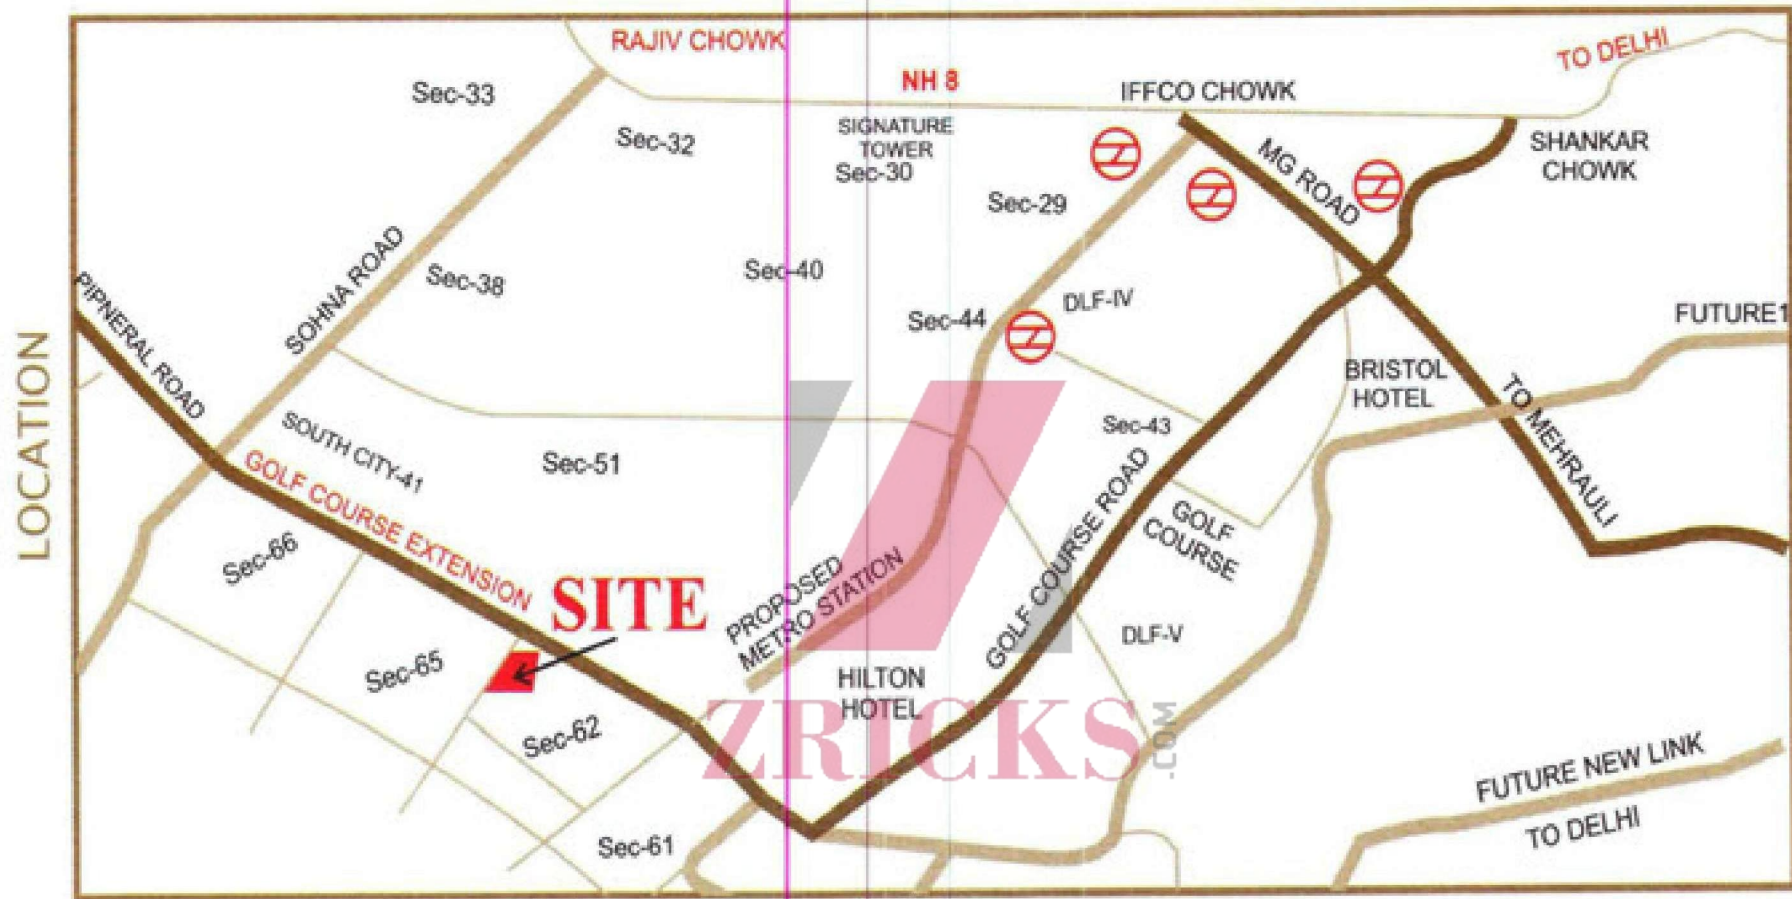 RAJIV CHOWK
TO DELHI
NH 8
Sec-33
IFFCO CHOWK
SIGNATURE
TOWER
Sec-32
Sec-30
SHANKAR
CHOWK
MG ROAD
Sec-29
SOHNA ROAD
Sec-38
Sec-40
DLF-IV
Sec-44
FUTURE1
PIPNERAL ROAD
LOCATION
BRISTOL
HOTEL
TO MEHRAULI
SOUTH CITY-41
Sec-43
Sec-51
GOLF COURSE EXTENSION
GOLF COURSE ROAD
GOLF
COURSE
Sec-66
SITE
PROPOSED
METRO STATION
DLF-V
Sec-65
HILTON
HOTEL
Sec-62
ZRICKS
.COM
FUTURE NEW LINK
TO DELHI
Sec-61